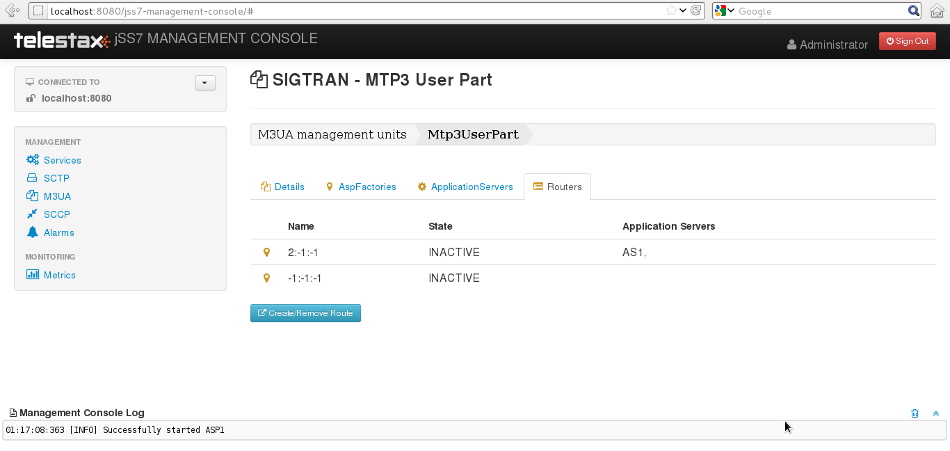 localhost:8080/jss7-management-console/#
Google
telestax jSS7 MANAGEMENT CONSOLE
Administrator
Sign Out
CONNECTED TO
localhost:8080
MANAGEMENT
Services
SCTP
M3UA
SCCP
Alarms
MONITORING
Metrics
SIGTRAN - MTP3 User Part
M3UA management units Mtp3UserPart
Details AspFactories ApplicationServers Routers
Name State Application Servers
2:-1:-1 INACTIVE AS1,
-1:-1:-1 INACTIVE
Create/Remove Route
Management Console Log
01:17:08:363 [INFO] Successfully started ASP1